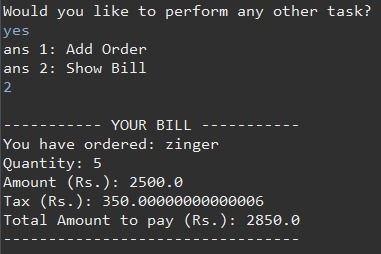 Would you like to perform any other task?
yes
ans 1: Add Order
ans 2: Show Bill
2
----------- YOUR BILL -----------
You have ordered: zinger
Quantity: 5
Amount (Rs.): 2500.0
Tax (Rs.): 350.00000000000006
Total Amount to pay (Rs.): 2850.0
---------------------------------